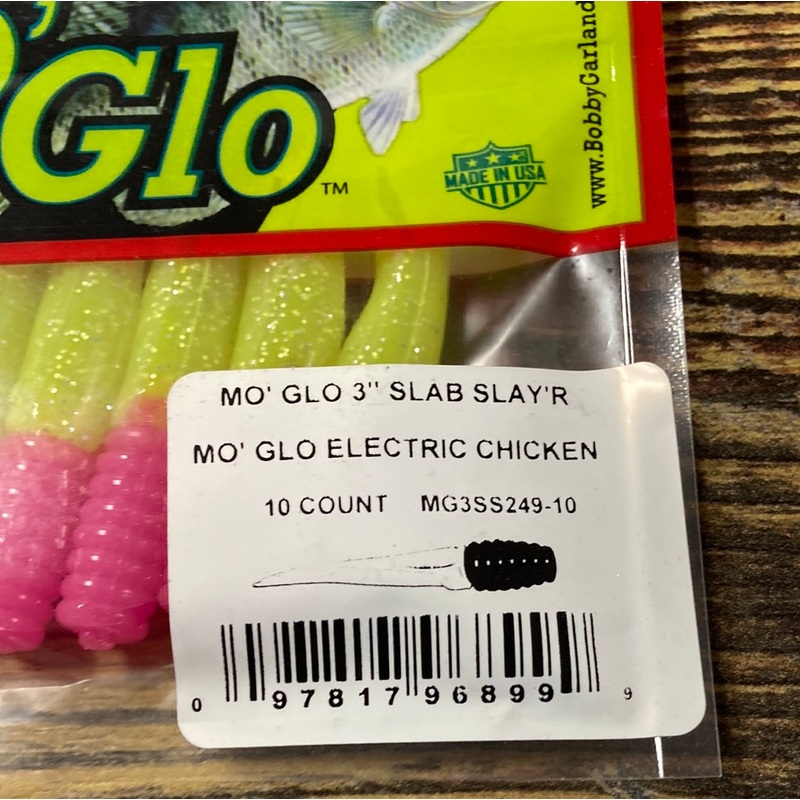 'Glo
TM
MADE IN USA
www.BobbyGarland
MO' GLO 3" SLAB SLAY'R
MO' GLO ELECTRIC CHICKEN
10 COUNT MG3SS249-10
0 97817 96899 9